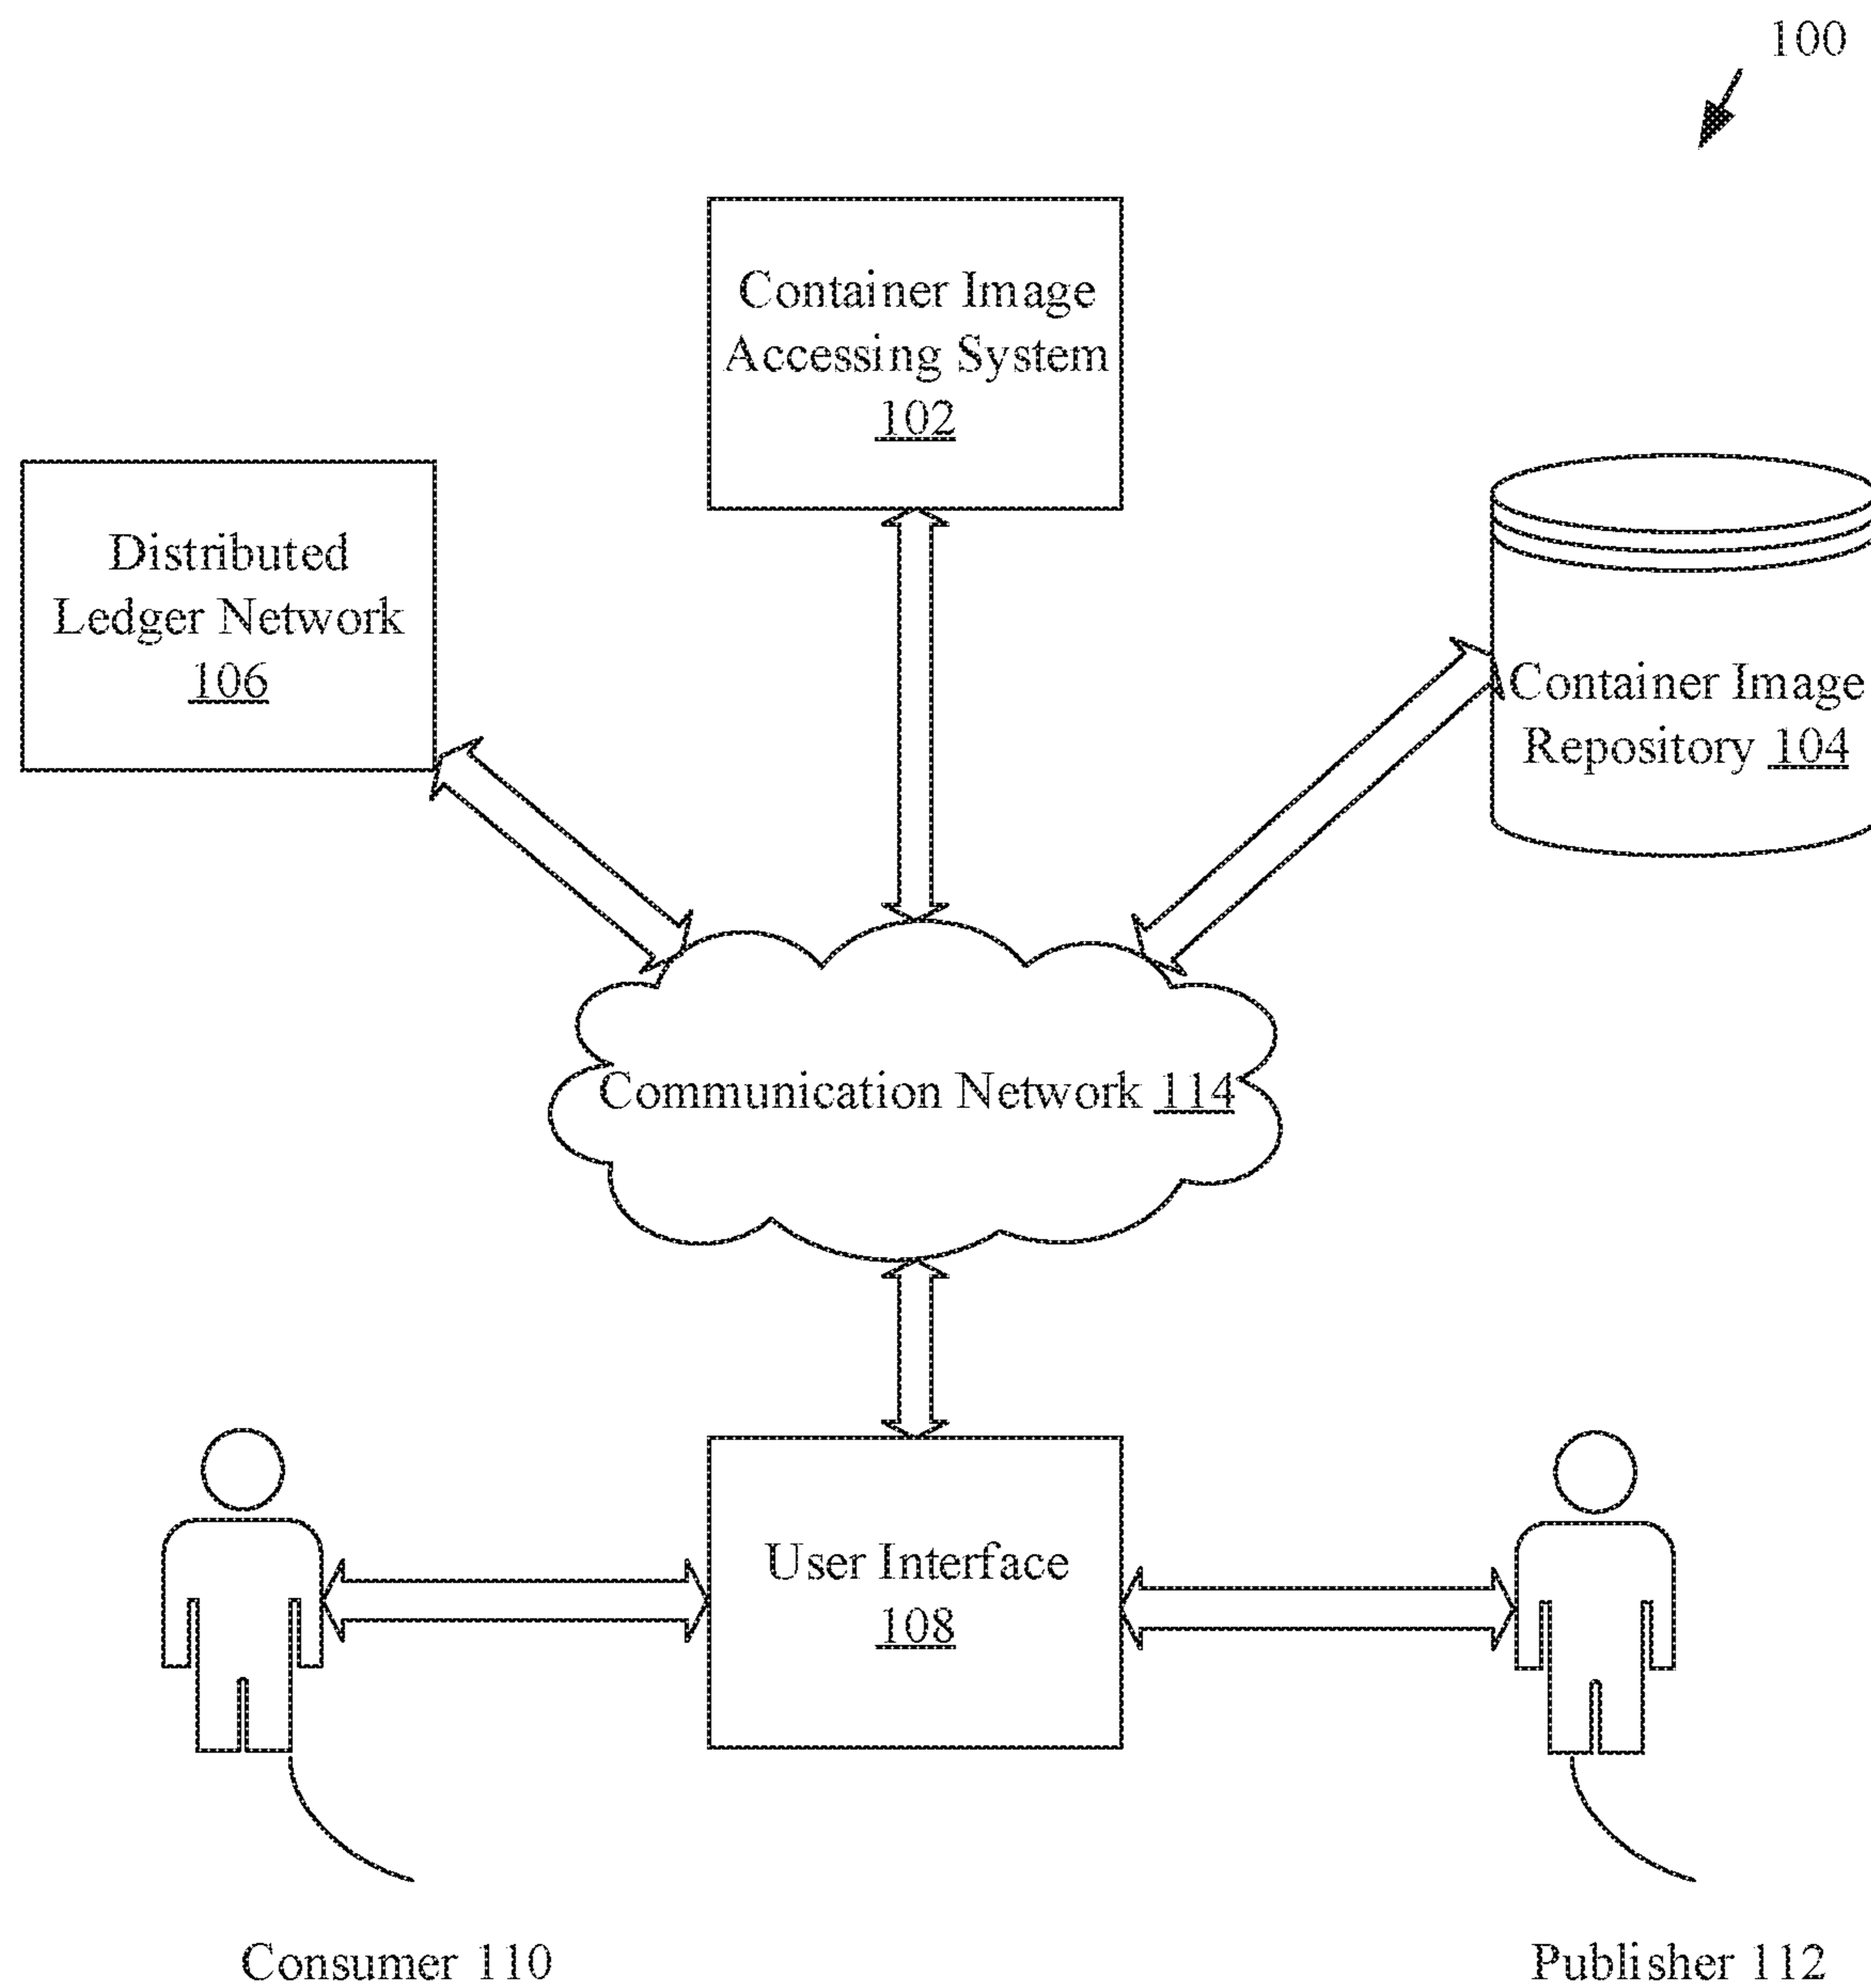 100
Container Image
Accessing System
102
Distributed
Ledger Network
106
Container Image
Repository 104
Communication Network 114
User Interface
108
Consumer 110
Publisher 112